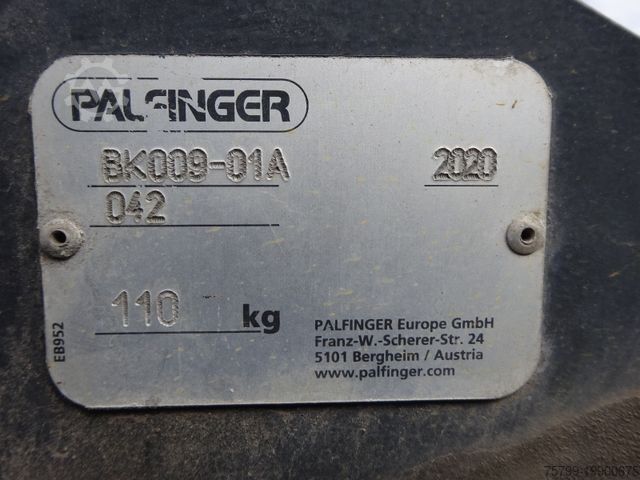 PALFINGER
BK009-01A 2020
042
110 kg
EB952
PALFINGER Europe GmbH
Franz-W.-Scherer-Str. 24
5101 Bergheim / Austria
www.palfinger.com